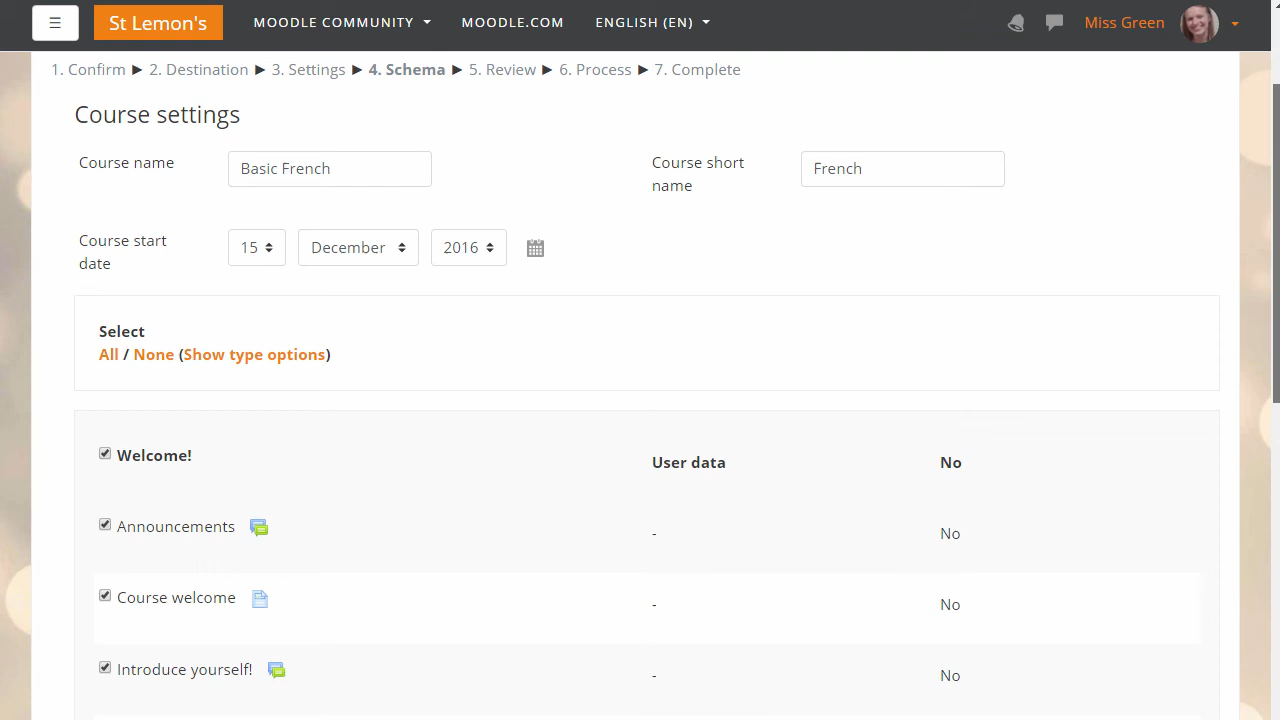 ☰ St Lemon's MOODLE COMMUNITY MOODLE.COM ENGLISH (EN) Miss Green
1. Confirm ► 2. Destination ► 3. Settings ► 4. Schema ► 5. Review ► 6. Process ► 7. Complete
Course settings
Course name Basic French
Course short name French
Course start date 15 December 2016
Select
All / None (Show type options)
Welcome! User data No
Announcements - No
Course welcome - No
Introduce yourself! - No